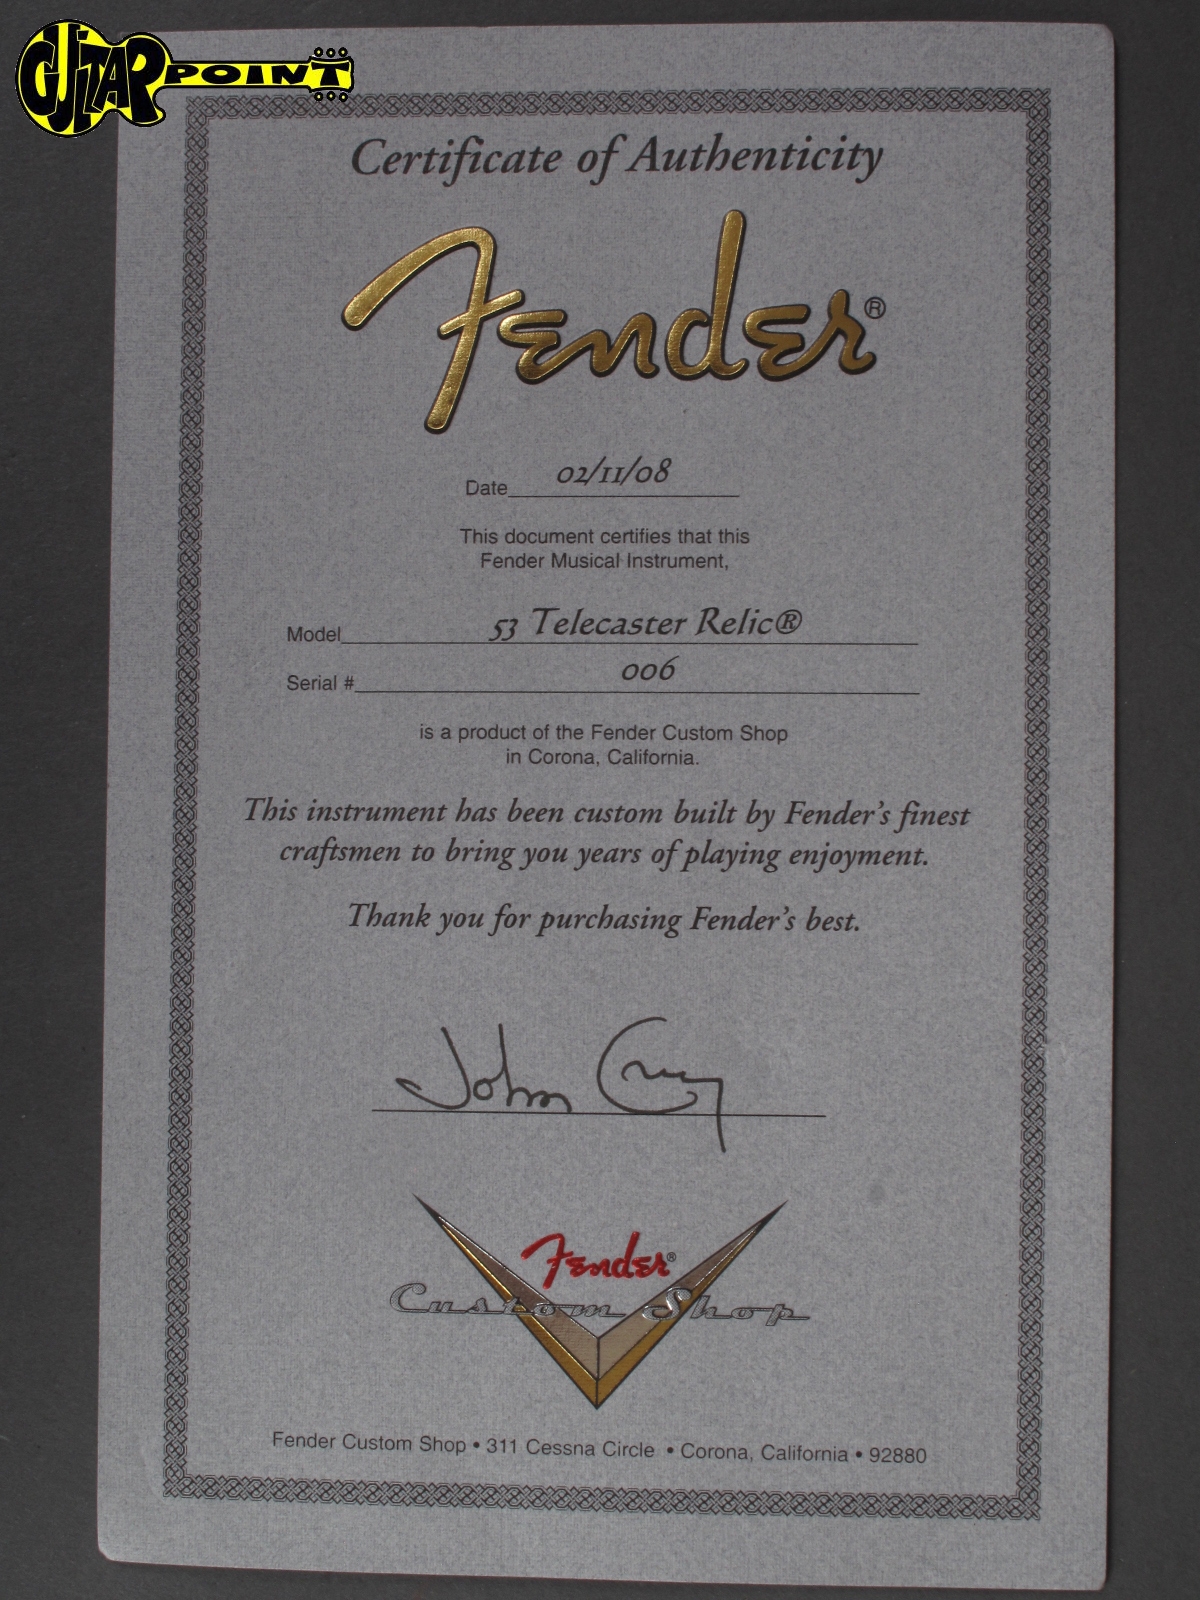 GUITAR POINT
Certificate of Authenticity
Fender®
Date 02/11/08
This document certifies that this
Fender Musical Instrument,
Model 53 Telecaster Relic®
Serial # 006
is a product of the Fender Custom Shop
in Corona, California.
This instrument has been custom built by Fender's finest
craftsmen to bring you years of playing enjoyment.
Thank you for purchasing Fender's best.
John Cruz
Fender®
Custom Shop
Fender Custom Shop • 311 Cessna Circle • Corona, California • 92880